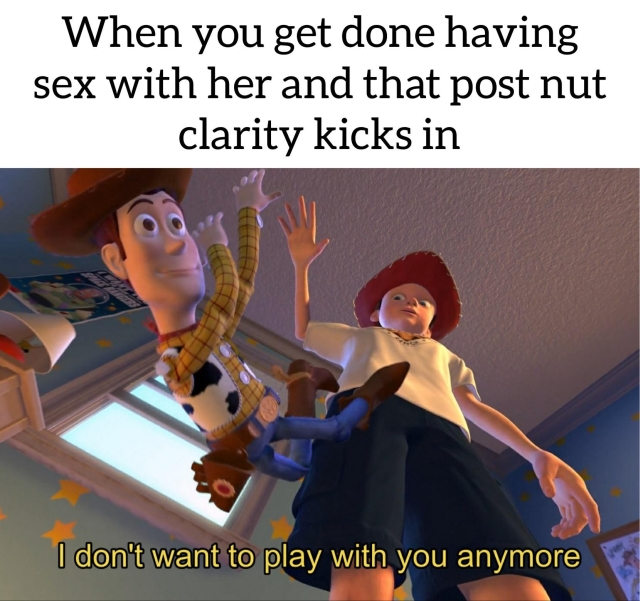 When you get done having
sex with her and that post nut
clarity kicks in
I don't want to play with you anymore